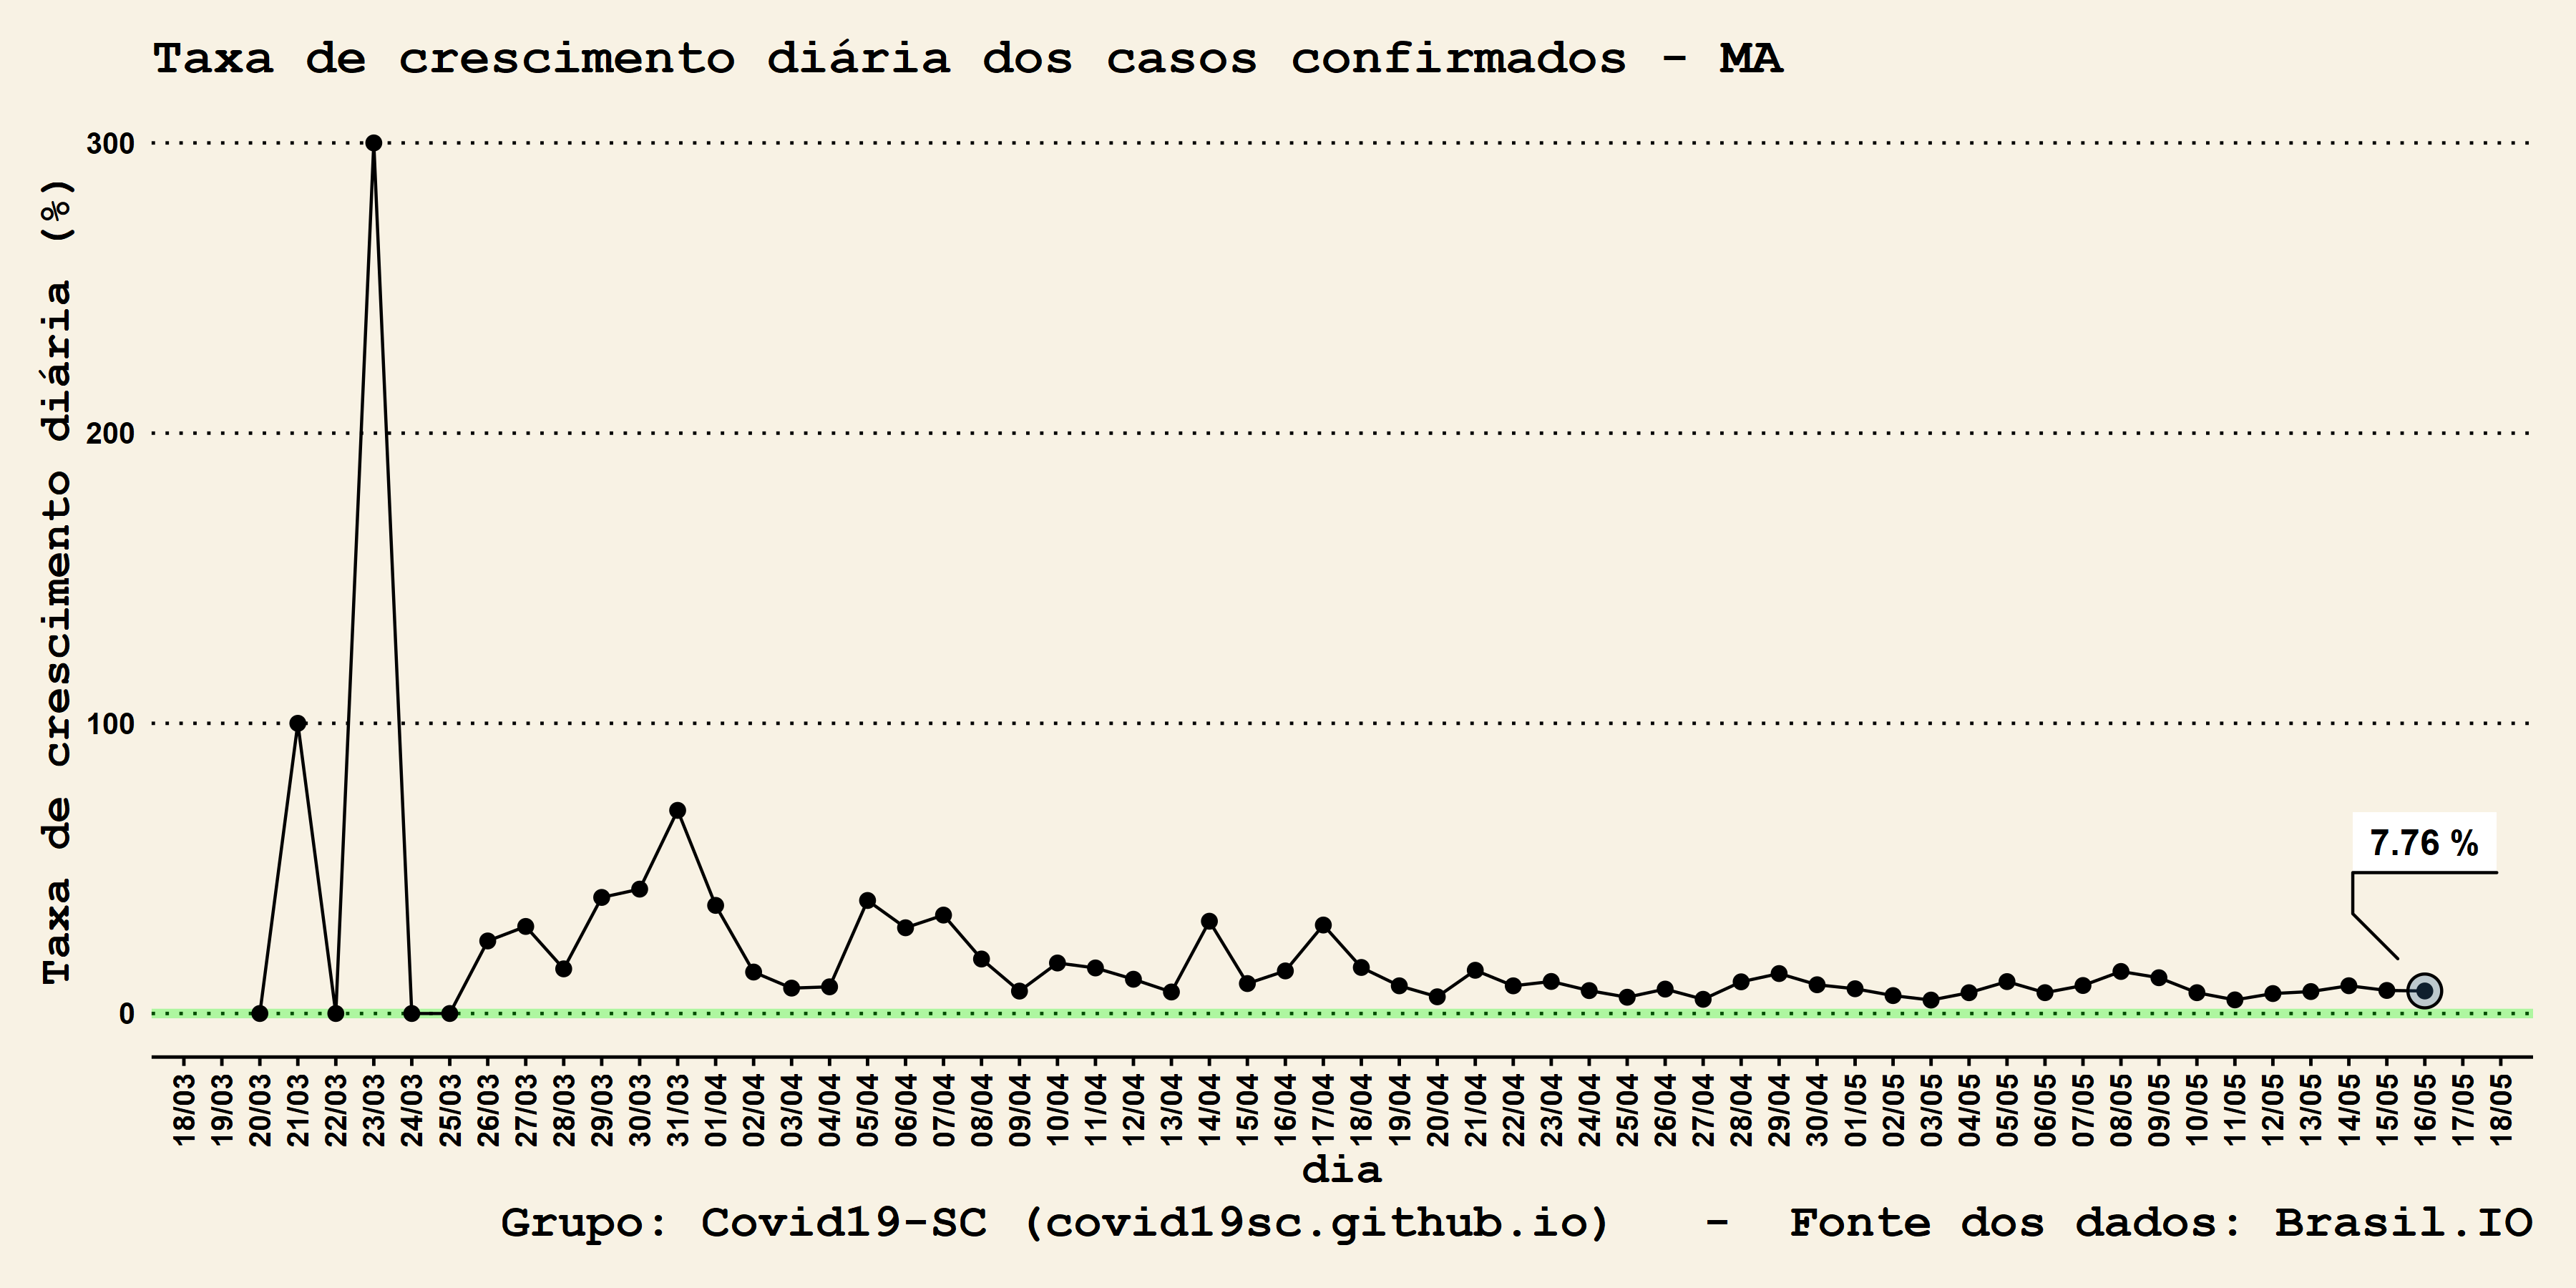 Taxa de crescimento diária dos casos confirmados - MA
Taxa de crescimento diária (%)
300
200
100
0
7.76 %
18/03 19/03 20/03 21/03 22/03 23/03 24/03 25/03 26/03 27/03 28/03 29/03 30/03 31/03 01/04 02/04 03/04 04/04 05/04 06/04 07/04 08/04 09/04 10/04 11/04 12/04 13/04 14/04 15/04 16/04 17/04 18/04 19/04 20/04 21/04 22/04 23/04 24/04 25/04 26/04 27/04 28/04 29/04 30/04 01/05 02/05 03/05 04/05 05/05 06/05 07/05 08/05 09/05 10/05 11/05 12/05 13/05 14/05 15/05 16/05 17/05 18/05
dia
Grupo: Covid19-SC (covid19sc.github.io) - Fonte dos dados: Brasil.IO